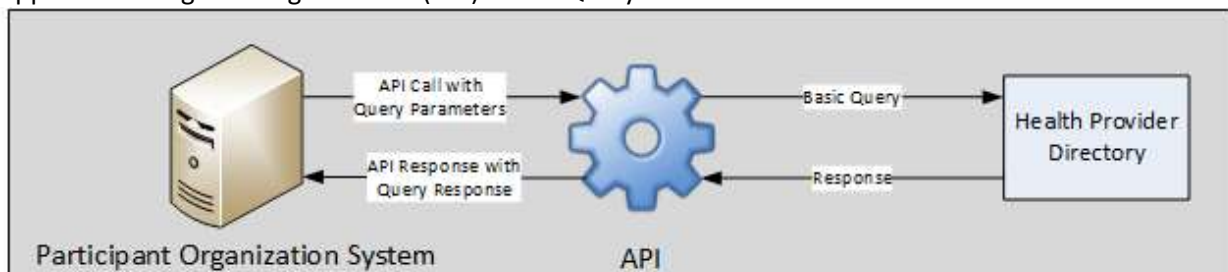 API Call with
Query Parameters
Basic Query
Health Provider
Directory
API Response with
Query Response
Response
Participant Organization System
API